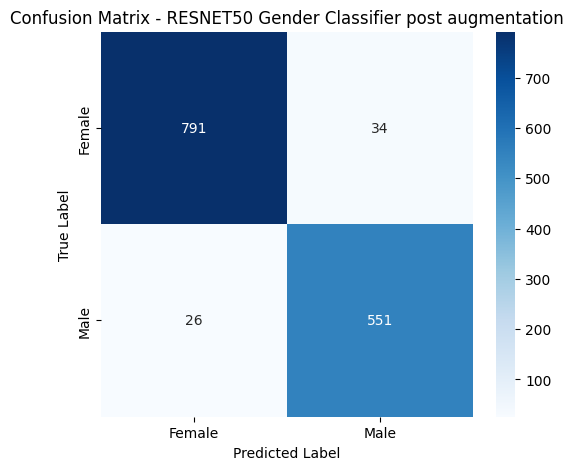 Confusion Matrix - RESNET50 Gender Classifier post augmentation
True Label
Female
Male
791
34
26
551
Female
Male
Predicted Label
700
600
500
400
300
200
100